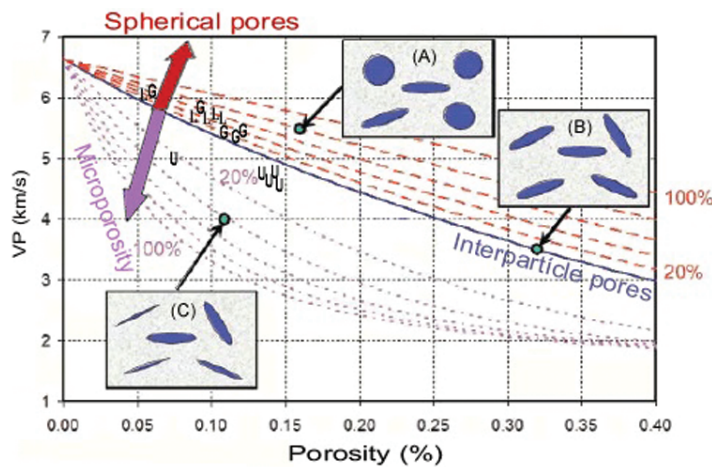 Spherical pores
7
6
5
4
3
2
1
VP (km/s)
(A)
(B)
(C)
I G
U
G
I I
I
G G
G
U
U U
U U
Microporosity
20%
100%
100%
20%
Interparticle pores
0.00 0.05 0.10 0.15 0.20 0.25 0.30 0.35 0.40
Porosity (%)